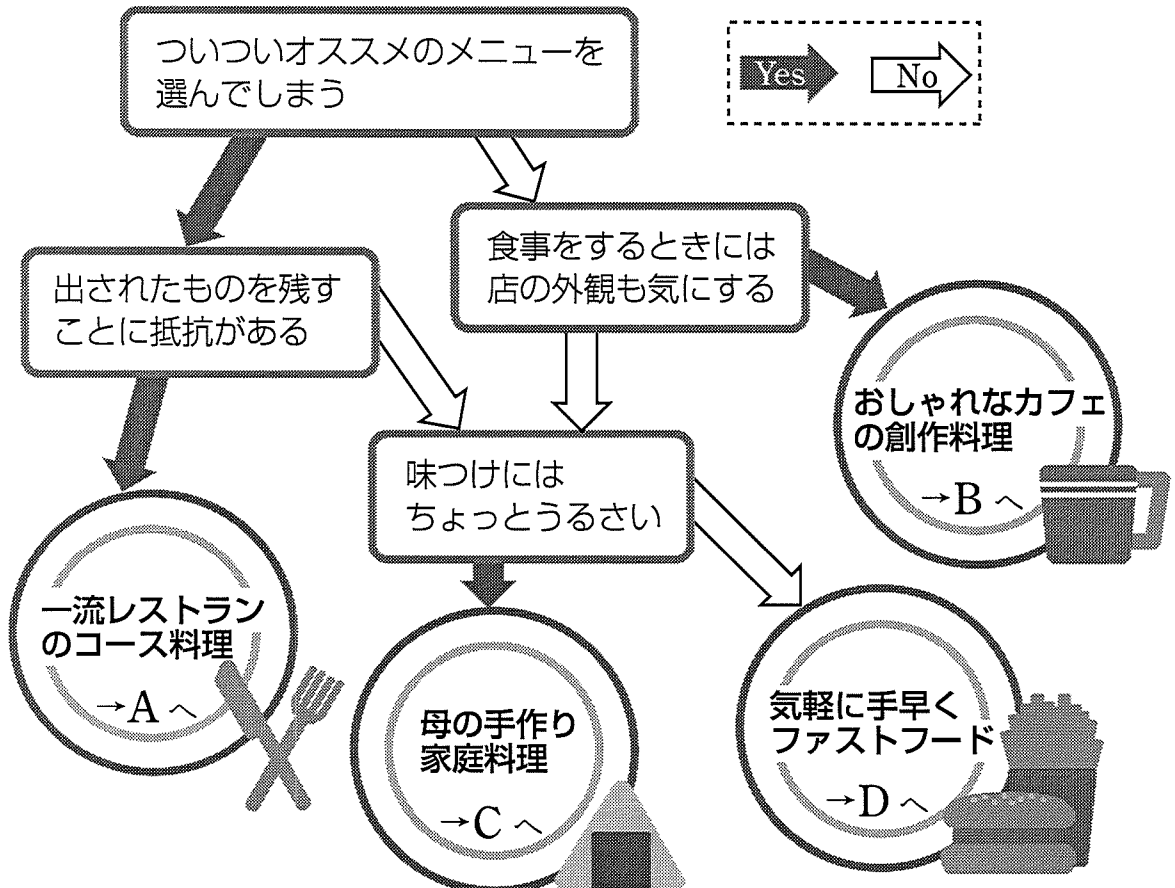 ついついオススメのメニューを
選んでしまう
Yes
No
食事をするときには
店の外観も気にする
出されたものを残す
ことに抵抗がある
おしゃれなカフェ
の創作料理
→B へ
味つけには
ちょっとうるさい
一流レストラン
のコース料理
→A へ
母の手作り
家庭料理
→C へ
気軽に手早く
ファストフード
→D へ